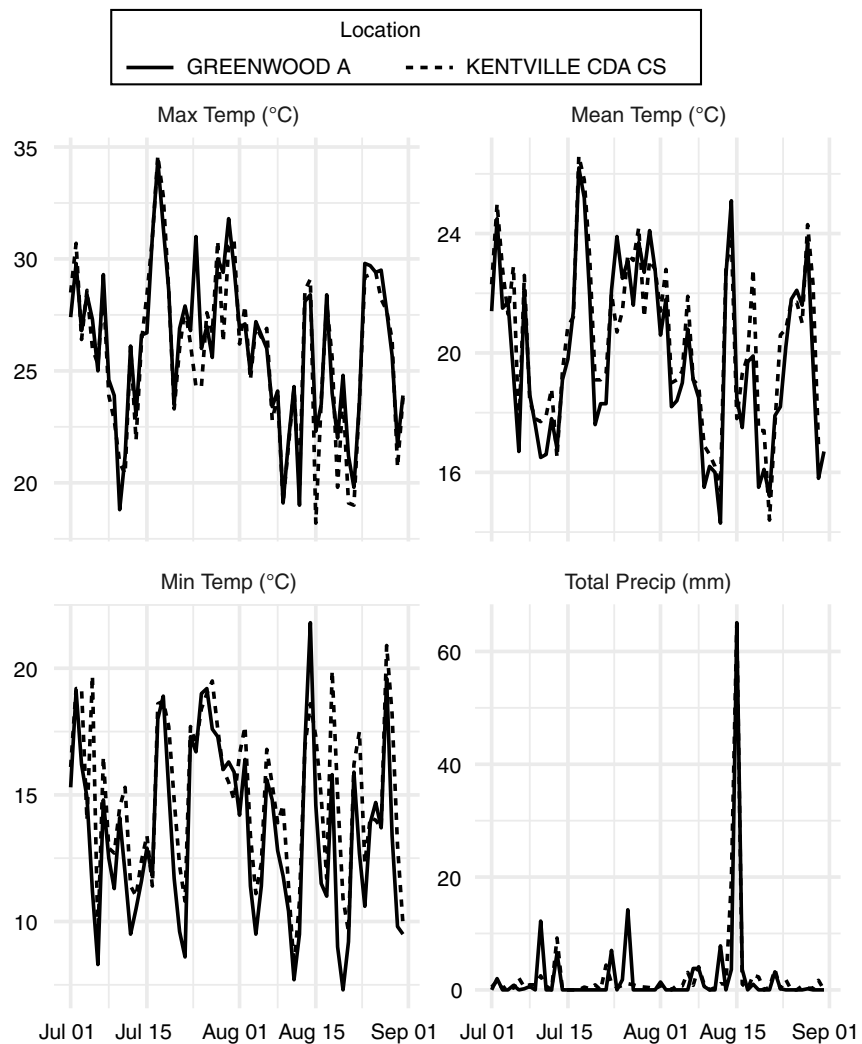 Location
GREENWOOD A KENTVILLE CDA CS
Max Temp (°C) Mean Temp (°C)
35
30
25
20
24
20
16
Min Temp (°C) Total Precip (mm)
20
15
10
60
40
20
0
Jul 01 Jul 15 Aug 01 Aug 15 Sep 01 Jul 01 Jul 15 Aug 01 Aug 15 Sep 01